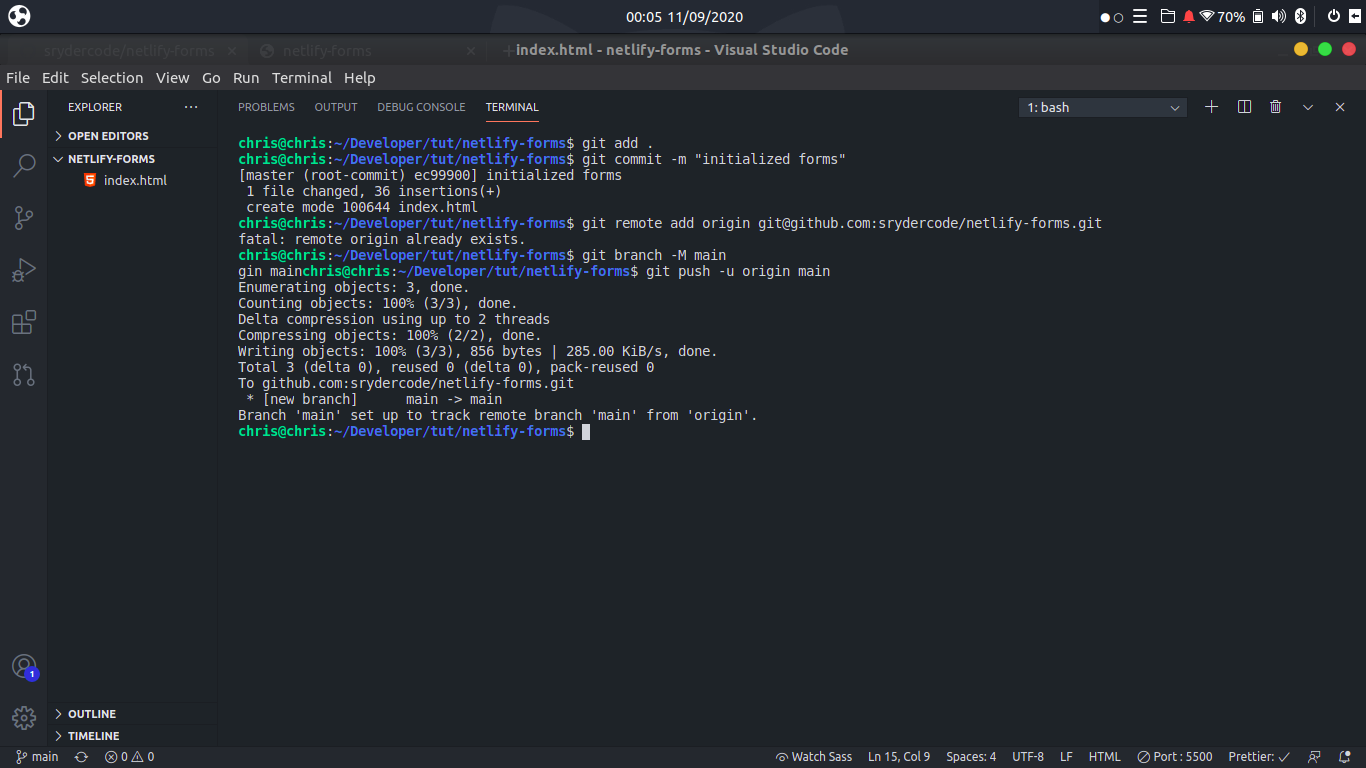 00:05 11/09/2020
70%
srydercode/netlify-forms
netlify-forms
index.html - netlify-forms - Visual Studio Code
File Edit Selection View Go Run Terminal Help
EXPLORER
OPEN EDITORS
NETLIFY-FORMS
index.html
PROBLEMS OUTPUT DEBUG CONSOLE TERMINAL
1: bash
chris@chris:~/Developer/tut/netlify-forms$ git add .
chris@chris:~/Developer/tut/netlify-forms$ git commit -m "initialized forms"
[master (root-commit) ec99900] initialized forms
1 file changed, 36 insertions(+)
create mode 100644 index.html
chris@chris:~/Developer/tut/netlify-forms$ git remote add origin git@github.com:srydercode/netlify-forms.git
fatal: remote origin already exists.
chris@chris:~/Developer/tut/netlify-forms$ git branch -M main
gin mainchris@chris:~/Developer/tut/netlify-forms$ git push -u origin main
Enumerating objects: 3, done.
Counting objects: 100% (3/3), done.
Delta compression using up to 2 threads
Compressing objects: 100% (2/2), done.
Writing objects: 100% (3/3), 856 bytes | 285.00 KiB/s, done.
Total 3 (delta 0), reused 0 (delta 0), pack-reused 0
To github.com:srydercode/netlify-forms.git
* [new branch]      main -> main
Branch 'main' set up to track remote branch 'main' from 'origin'.
chris@chris:~/Developer/tut/netlify-forms$
1
OUTLINE
TIMELINE
main 0 0 Watch Sass Ln 15, Col 9 Spaces: 4 UTF-8 LF HTML Port : 5500 Prettier: ✓